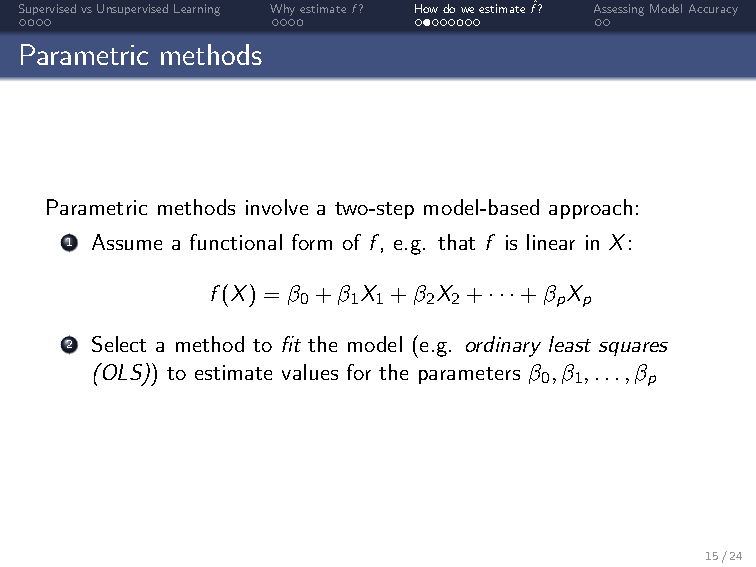 Supervised vs Unsupervised Learning Why estimate f? How do we estimate f̂? Assessing Model Accuracy
Parametric methods
Parametric methods involve a two-step model-based approach:
1 Assume a functional form of f, e.g. that f is linear in X:
f(X) = β₀ + β₁X₁ + β₂X₂ + ··· + βₚXₚ
2 Select a method to fit the model (e.g. ordinary least squares
(OLS)) to estimate values for the parameters β₀, β₁, . . . , βₚ
15 / 24